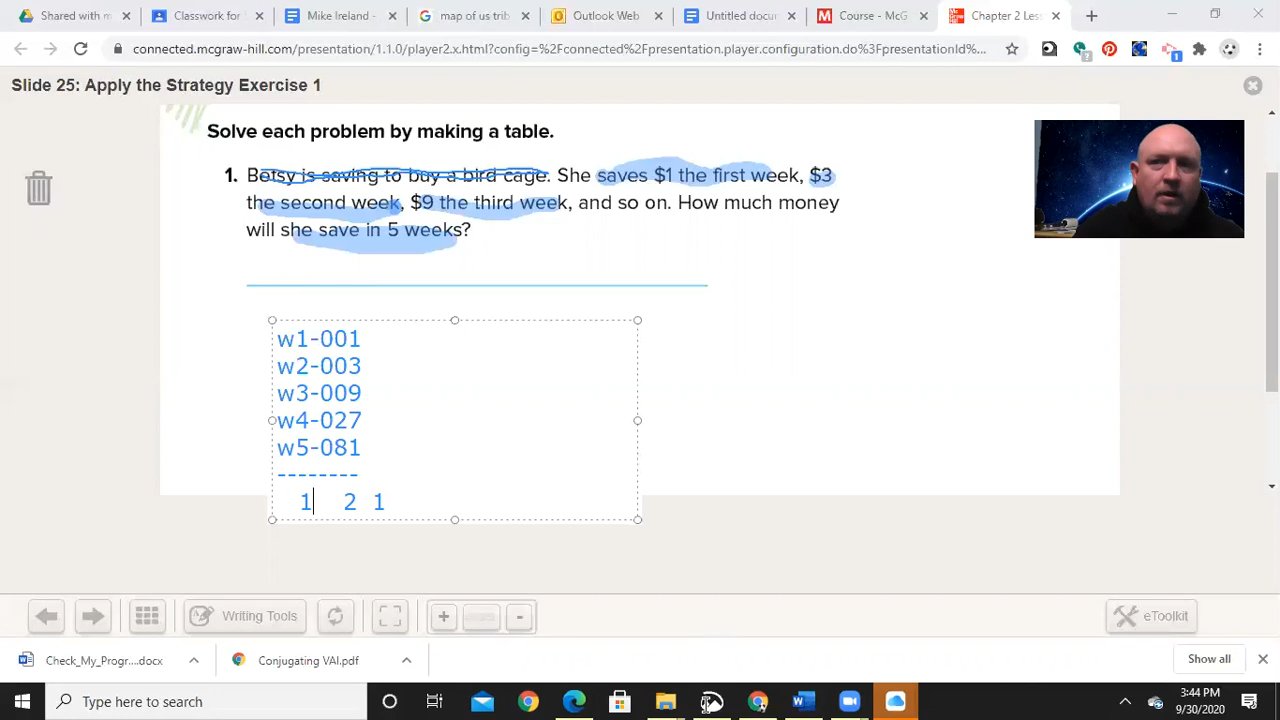 Shared with m
Classwork for
Mike Ireland -
map of us trib
Outlook Web
Untitled docu
Course - McG
Chapter 2 Less
connected.mcgraw-hill.com/presentation/1.1.0/player2.x.html?config=%2Fconnected%2Fpresentation.player.configuration.do%3FpresentationId%...
Slide 25: Apply the Strategy Exercise 1
Solve each problem by making a table.
1. Betsy is saving to buy a bird cage. She saves $1 the first week, $3
the second week, $9 the third week, and so on. How much money
will she save in 5 weeks?
w1-001
w2-003
w3-009
w4-027
w5-081
--------
1 2 1
Writing Tools
+
-
eToolkit
Check_My_Progr....docx
Conjugating VAI.pdf
Show all
Type here to search
3:44 PM
9/30/2020